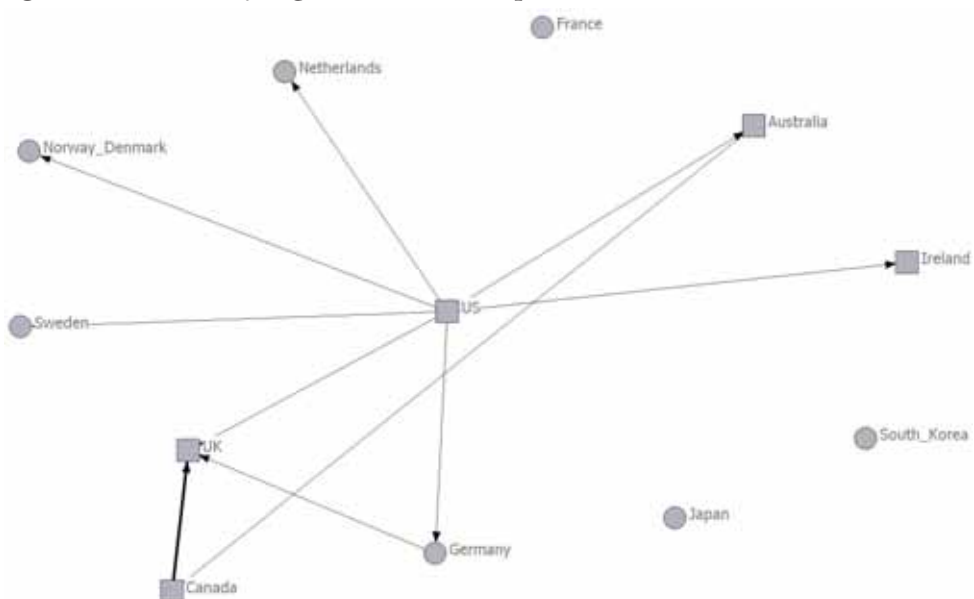 France
Netherlands
Australia
Norway_Denmark
Ireland
US
Sweden
South_Korea
UK
Japan
Germany
Canada